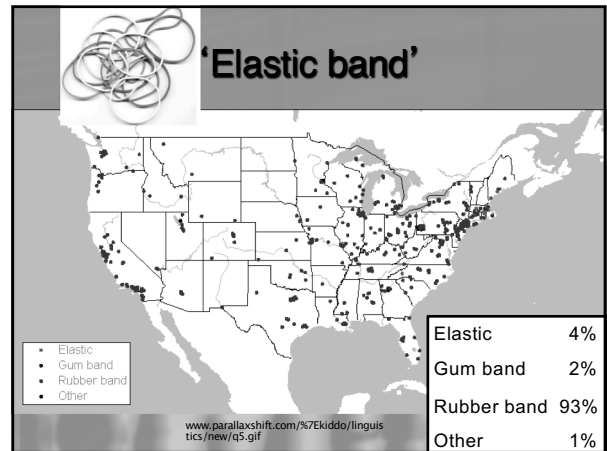 ‘Elastic band’
Elastic
Gum band
Rubber band
Other
www.parallaxshift.com/%7Ekiddo/linguis
tics/new/q5.gif
Elastic 4%
Gum band 2%
Rubber band 93%
Other 1%